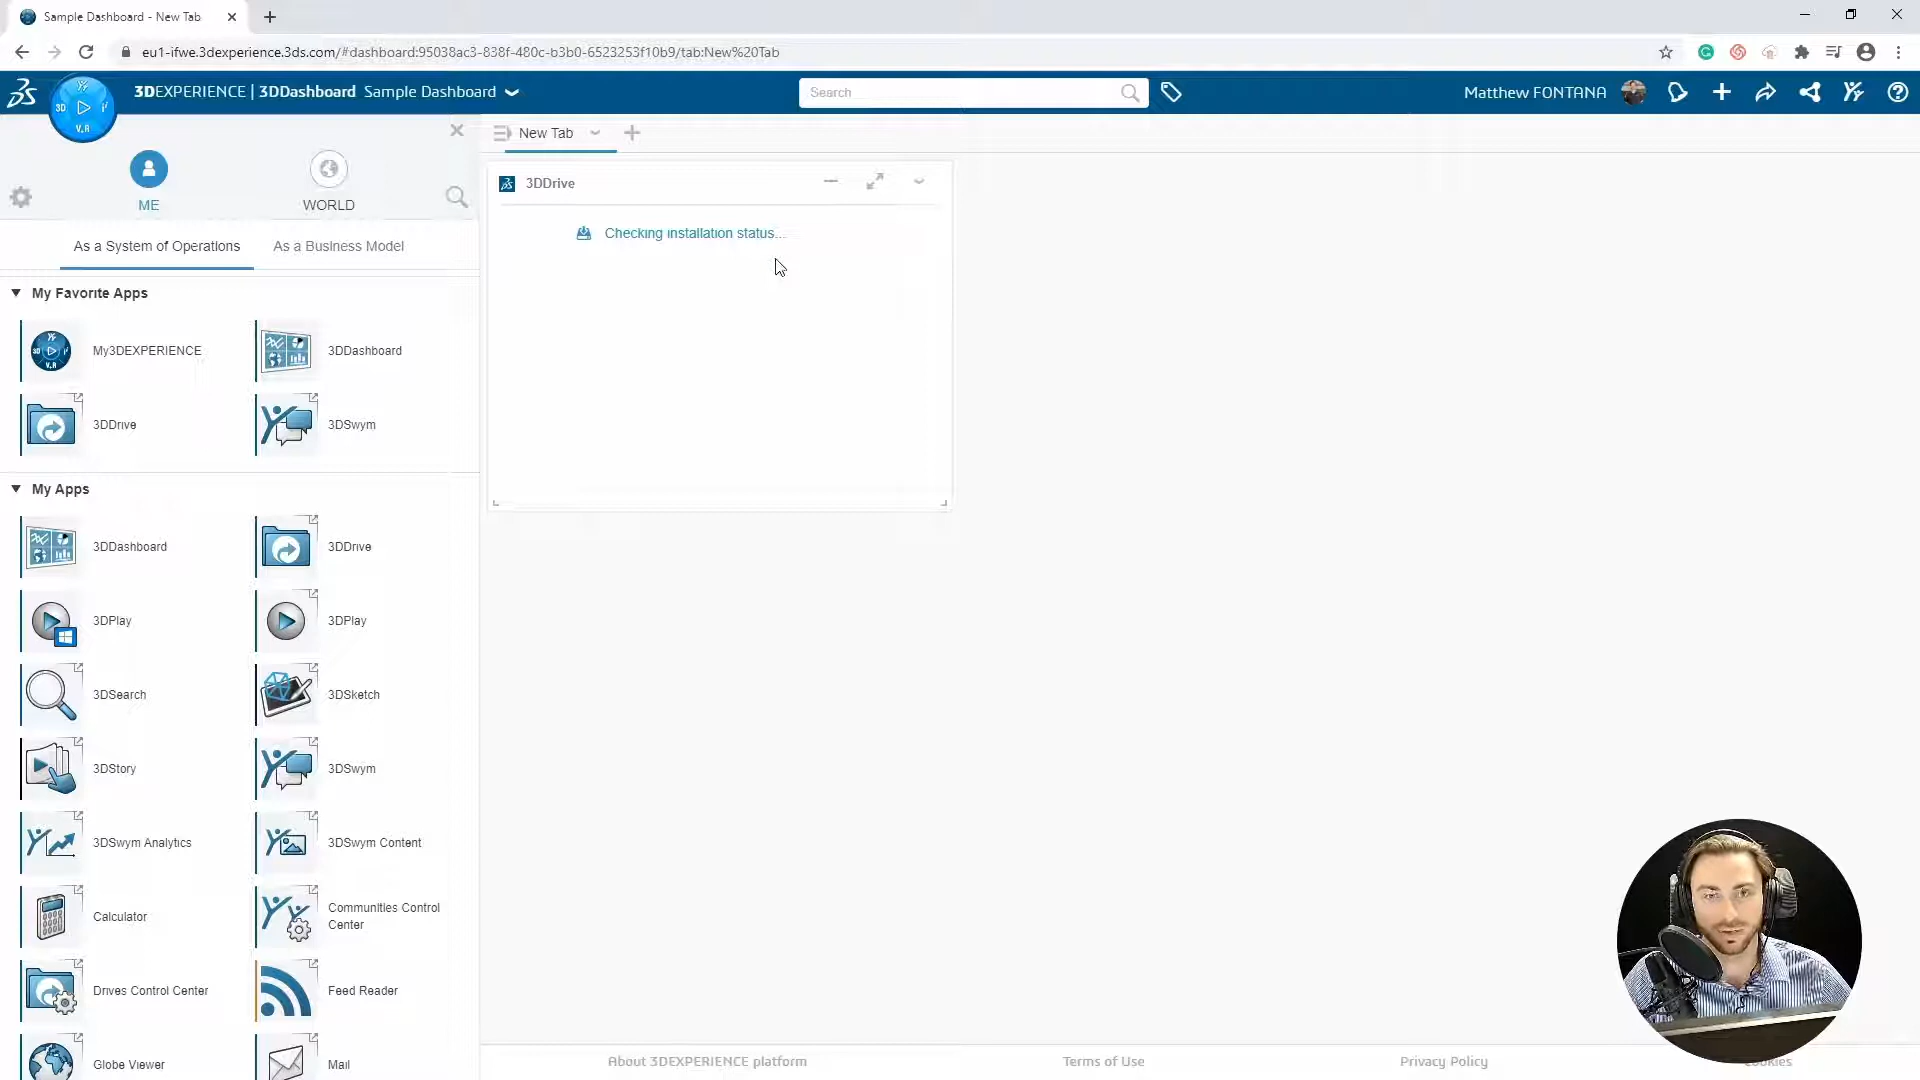 Sample Dashboard - New Tab
eu1-ifwe.3dexperience.3ds.com/#dashboard:95038ac3-838f-480c-b3b0-6523253f10b9/tab:New%20Tab
3DEXPERIENCE | 3DDashboard Sample Dashboard
Search
Matthew FONTANA
3D
V.R
ME
WORLD
As a System of Operations
As a Business Model
My Favorite Apps
My3DEXPERIENCE
3DDashboard
3DDrive
3DSwym
My Apps
3DDashboard
3DDrive
3DPlay
3DPlay
3DSearch
3DSketch
3DStory
3DSwym
3DSwym Analytics
3DSwym Content
Calculator
Communities Control
Center
Drives Control Center
Feed Reader
Globe Viewer
Mail
New Tab
3DDrive
Checking installation status...
About 3DEXPERIENCE platform
Terms of Use
Privacy Policy
Cookies